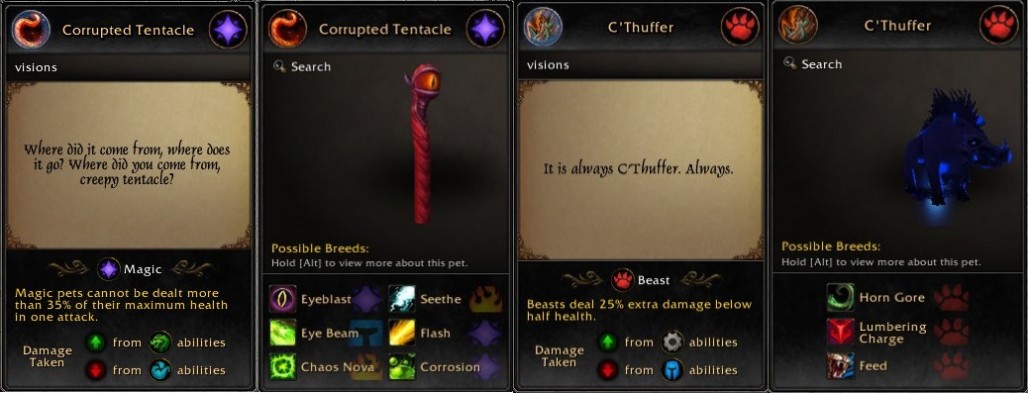 Corrupted Tentacle
visions
Where did it come from, where does
it go? Where did you come from,
creepy tentacle?
Magic
Magic pets cannot be dealt more
than 35% of their maximum health
in one attack.
Damage
Taken
from abilities
from abilities
Corrupted Tentacle
Search
Possible Breeds:
Hold [Alt] to view more about this pet.
Eyeblast
Seethe
Eye Beam
Flash
Chaos Nova
Corrosion
C'Thuffer
visions
It is always C'Thuffer. Always.
Beast
Beasts deal 25% extra damage below
half health.
Damage
Taken
from abilities
from abilities
C'Thuffer
Search
Possible Breeds:
Hold [Alt] to view more about this pet.
Horn Gore
Lumbering
Charge
Feed